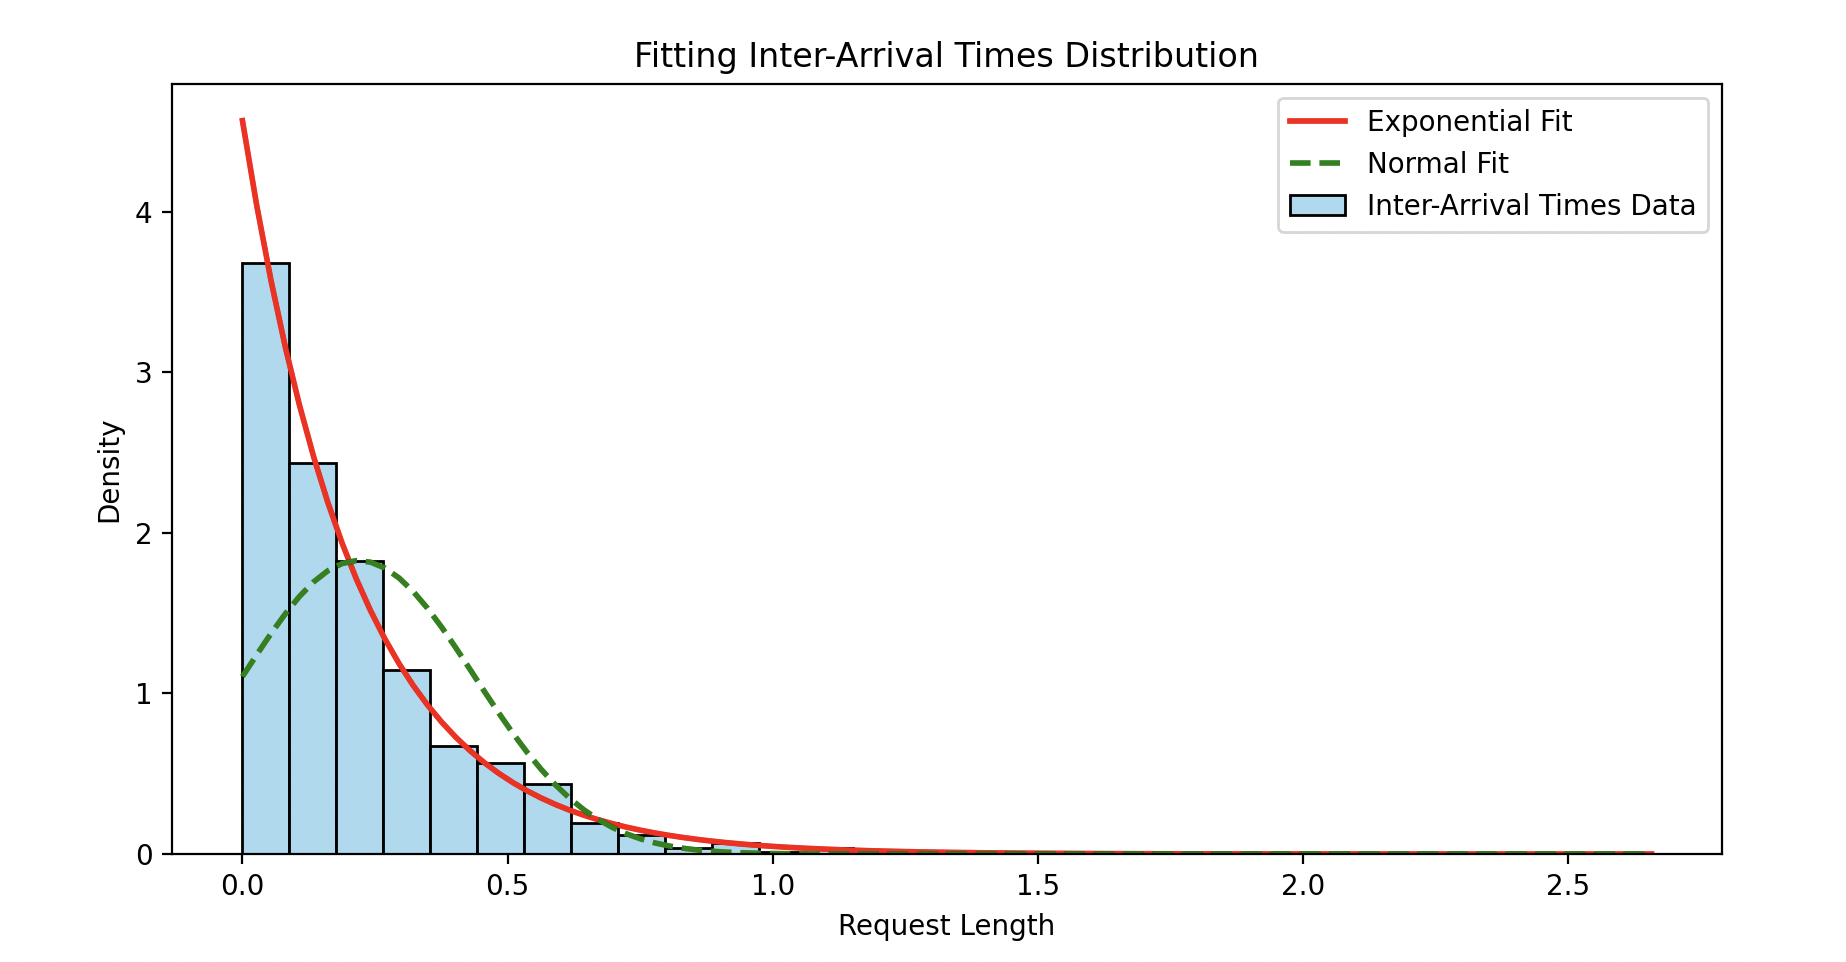 Fitting Inter-Arrival Times Distribution
Exponential Fit
Normal Fit
Inter-Arrival Times Data
Density
4
3
2
1
0
0.0 0.5 1.0 1.5 2.0 2.5
Request Length